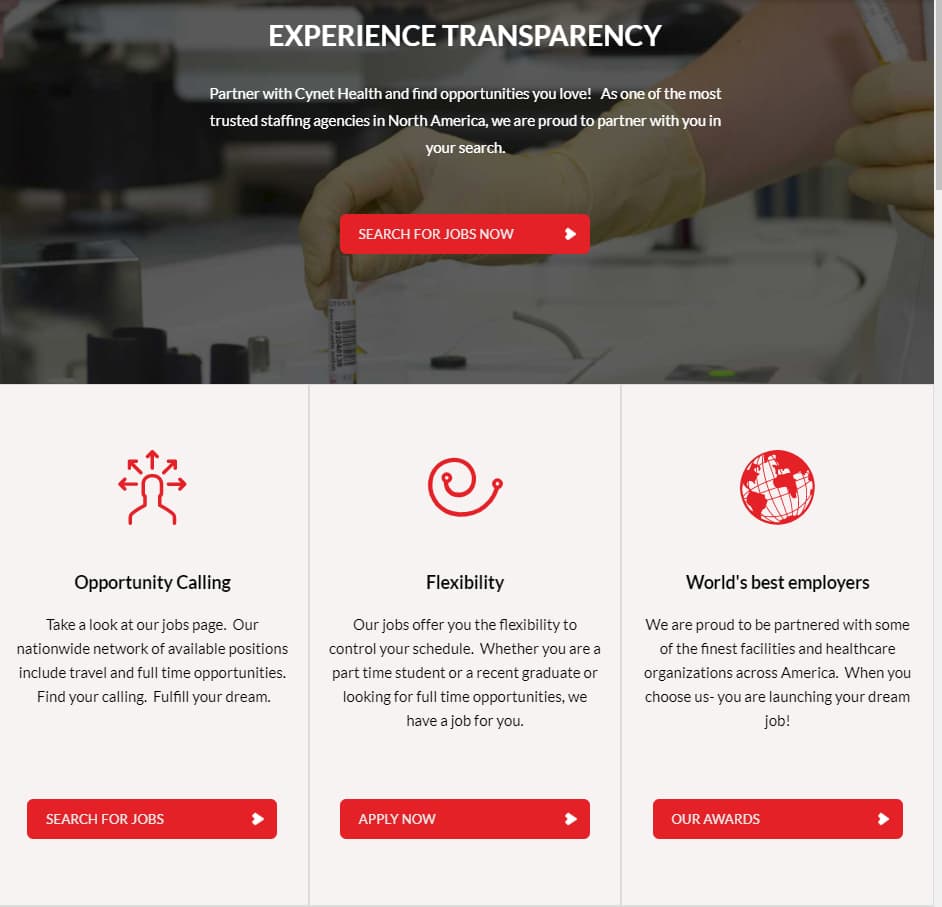 EXPERIENCE TRANSPARENCY
Partner with Cynet Health and find opportunities you love!   As one of the most
trusted staffing agencies in North America, we are proud to partner with you in
your search.
SEARCH FOR JOBS NOW
Opportunity Calling
Take a look at our jobs page.  Our
nationwide network of available positions
include travel and full time opportunities.
Find your calling.  Fulfill your dream.
SEARCH FOR JOBS
Flexibility
Our jobs offer you the flexibility to
control your schedule.  Whether you are a
part time student or a recent graduate or
looking for full time opportunities, we
have a job for you.
APPLY NOW
World's best employers
We are proud to be partnered with some
of the finest facilities and healthcare
organizations across America.  When you
choose us- you are launching your dream
job!
OUR AWARDS